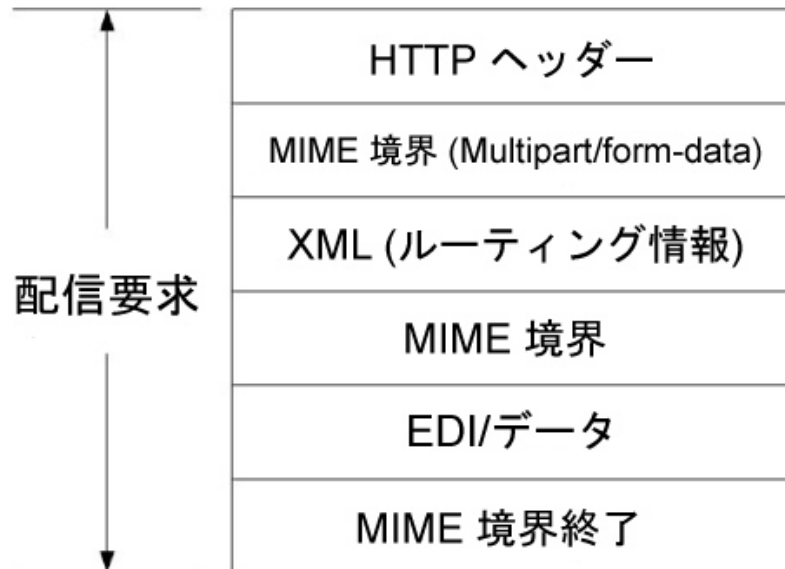 HTTP ヘッダー
MIME 境界 (Multipart/form-data)
XML (ルーティング情報)
配信要求
MIME 境界
EDI/データ
MIME 境界終了